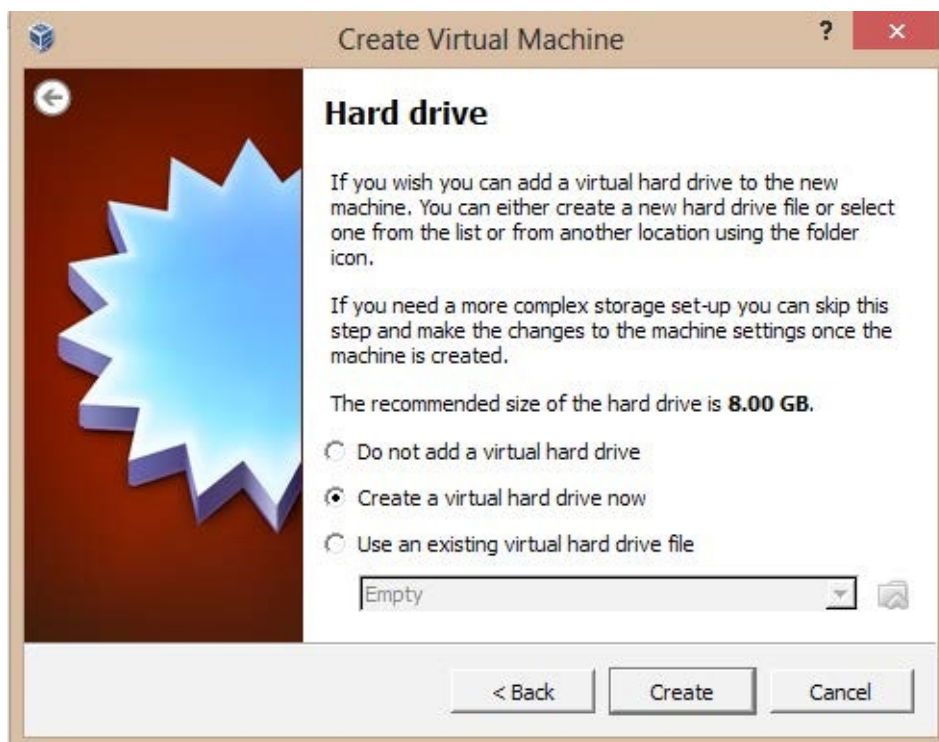 Create Virtual Machine
?
Hard drive
If you wish you can add a virtual hard drive to the new
machine. You can either create a new hard drive file or select
one from the list or from another location using the folder
icon.
If you need a more complex storage set-up you can skip this
step and make the changes to the machine settings once the
machine is created.
The recommended size of the hard drive is 8.00 GB.
Do not add a virtual hard drive
Create a virtual hard drive now
Use an existing virtual hard drive file
Empty
< Back
Create
Cancel